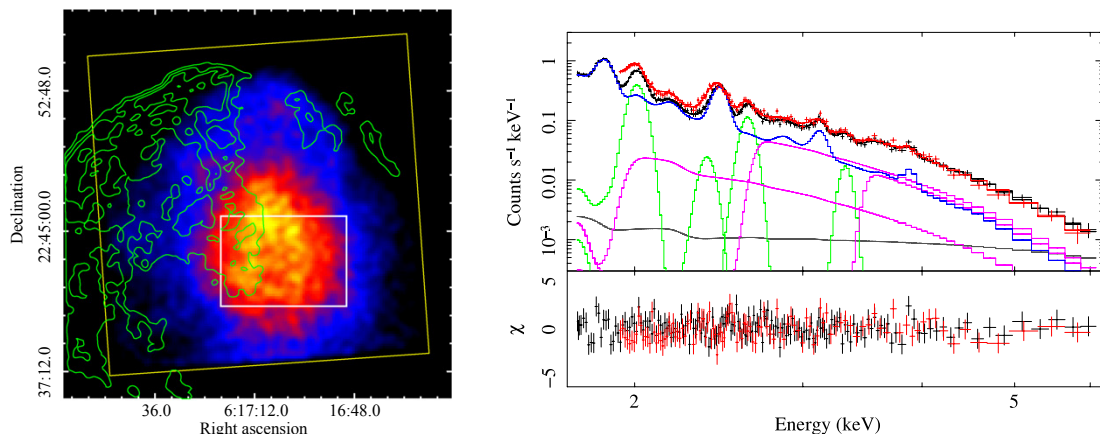 52:48.0
22:45:00.0
37:12.0
Declination
36.0 6:17:12.0 16:48.0
Right ascension
Counts s⁻¹ keV⁻¹
1
0.1
0.01
10⁻³
5
0
−5
χ
2 5
Energy (keV)